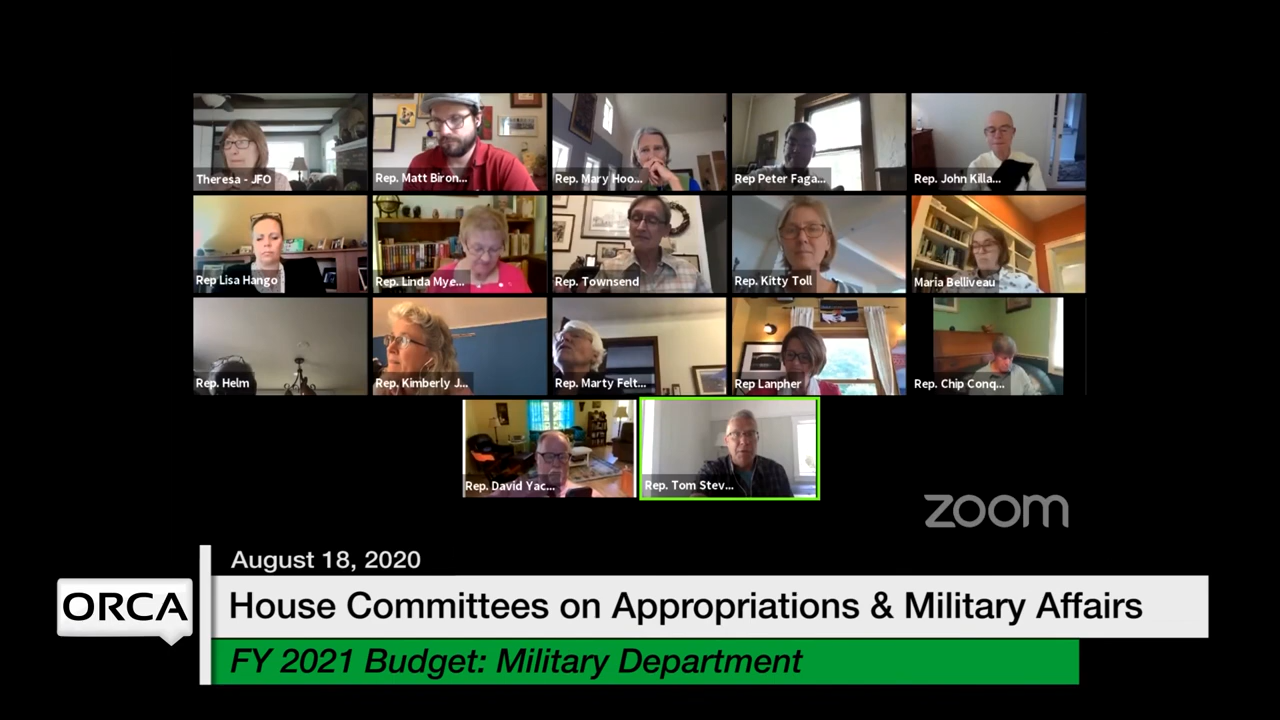 Theresa - JFO
Rep. Matt Biron...
Rep. Mary Hoo...
Rep Peter Faga...
Rep. John Killa...
Rep Lisa Hango
Rep. Linda Mye...
Rep. Townsend
Rep. Kitty Toll
Maria Belliveau
Rep. Helm
Rep. Kimberly J...
Rep. Marty Felt...
Rep Lanpher
Rep. Chip Conq...
Rep. David Yac...
Rep. Tom Stev...
zoom
August 18, 2020
ORCA
House Committees on Appropriations & Military Affairs
FY 2021 Budget: Military Department